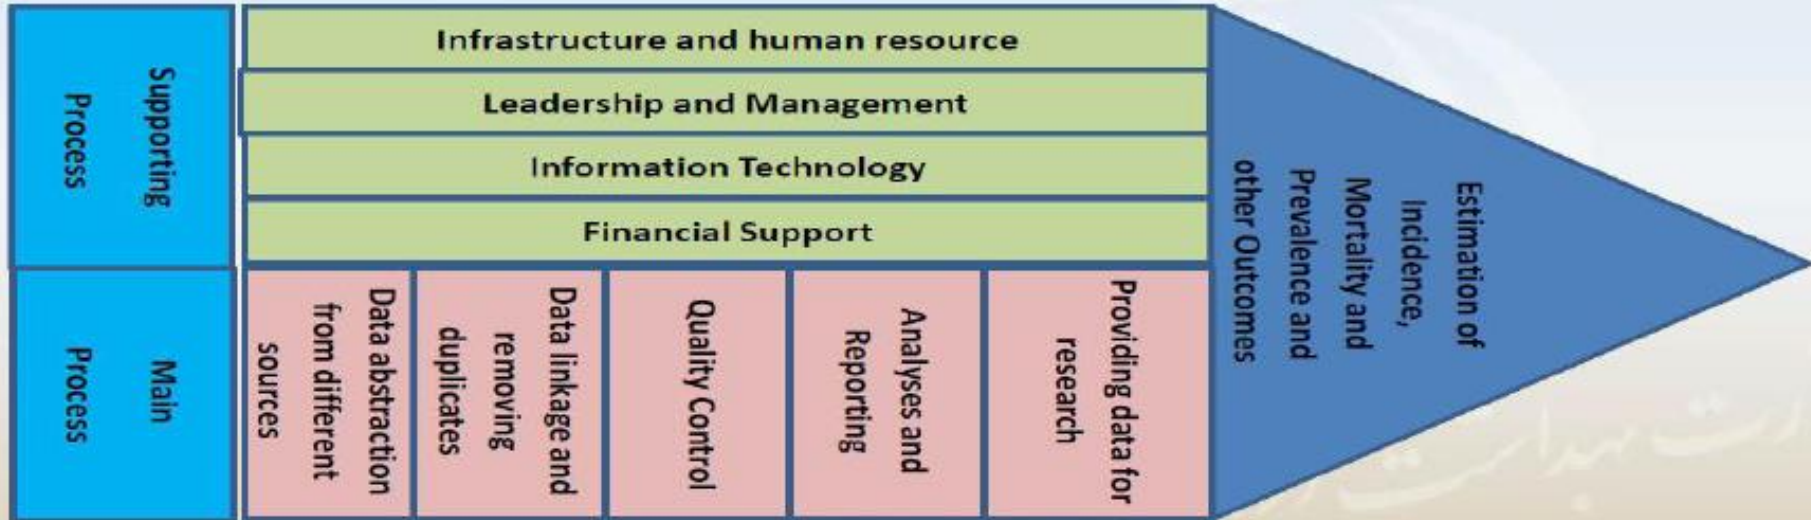 Supporting
Process
Infrastructure and human resource
Leadership and Management
Information Technology
Financial Support
Main
Process
Data abstraction
from different
sources
Data linkage and
removing
duplicates
Quality Control
Analyses and
Reporting
Providing data for
research
Estimation of
Incidence,
Mortality and
Prevalence and
other Outcomes